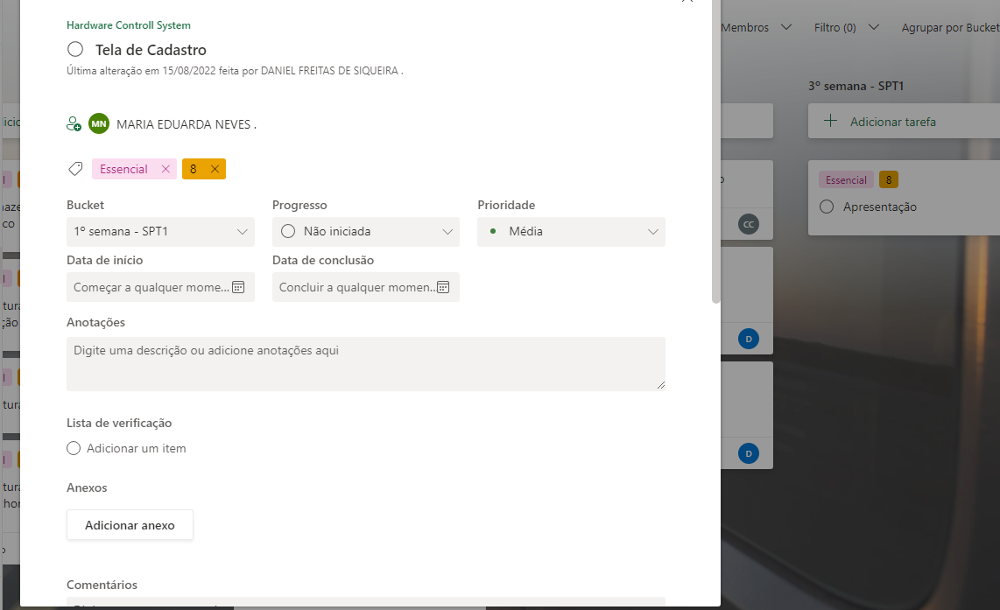 Hardware Controll System
Tela de Cadastro
Última alteração em 15/08/2022 feita por DANIEL FREITAS DE SIQUEIRA .
MN MARIA EDUARDA NEVES .
Essencial 8
Bucket Progresso Prioridade
1º semana - SPT1 Não iniciada Média
Data de início Data de conclusão
Começar a qualquer mome... Concluir a qualquer momen...
Anotações
Digite uma descrição ou adicione anotações aqui
Lista de verificação
Adicionar um item
Anexos
Adicionar anexo
Comentários
Membros Filtro (0) Agrupar por Bucket
3º semana - SPT1
Adicionar tarefa
Essencial 8
Apresentação
CC
D
D